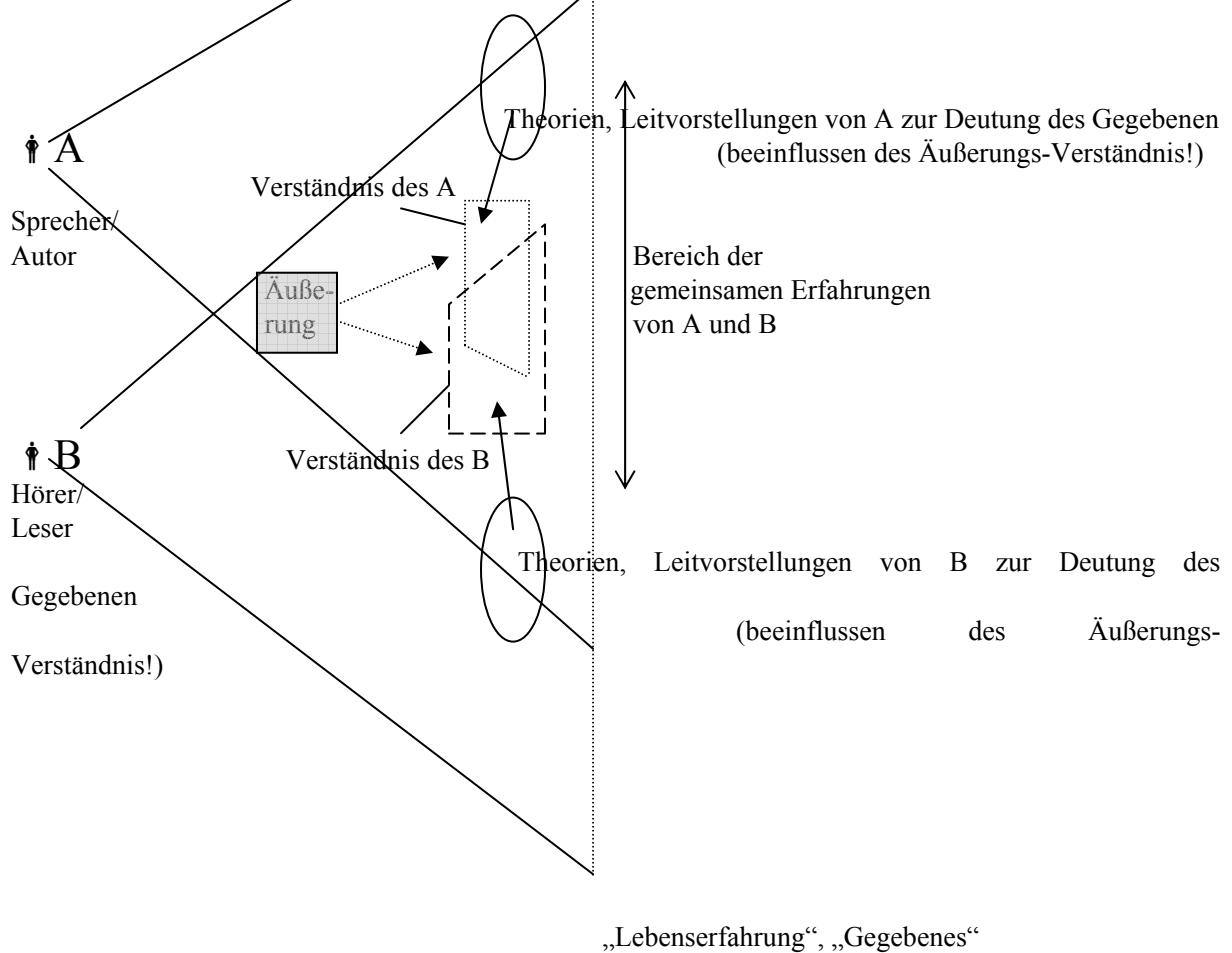 Theorien, Leitvorstellungen von A zur Deutung des Gegebenen
(beeinflussen des Äußerungs-Verständnis!)
A
Sprecher/
Autor
Verständnis des A
Äuße-
rung
Bereich der
gemeinsamen Erfahrungen
von A und B
B
Hörer/
Leser
Verständnis des B
Theorien, Leitvorstellungen von B zur Deutung des
Gegebenen
(beeinflussen des Äußerungs-
Verständnis!)
„Lebenserfahrung“, „Gegebenes“